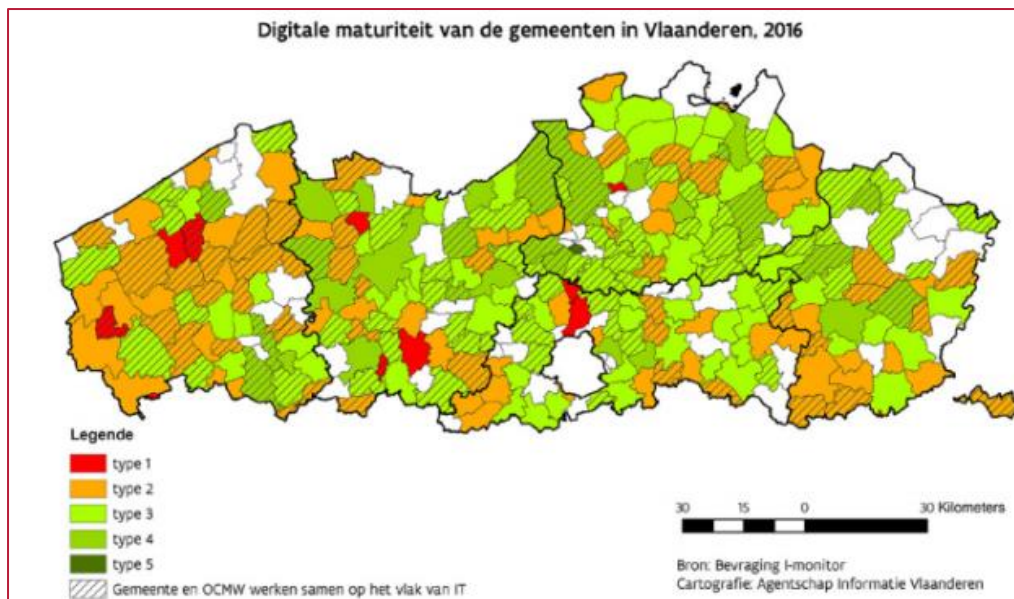 Digitale maturiteit van de gemeenten in Vlaanderen, 2016
Legende
type 1
type 2
type 3
type 4
type 5
Gemeente en OCMW werken samen op het vlak van IT
30 15 0 30 Kilometers
Bron: Bevraging I-monitor
Cartografie: Agentschap Informatie Vlaanderen